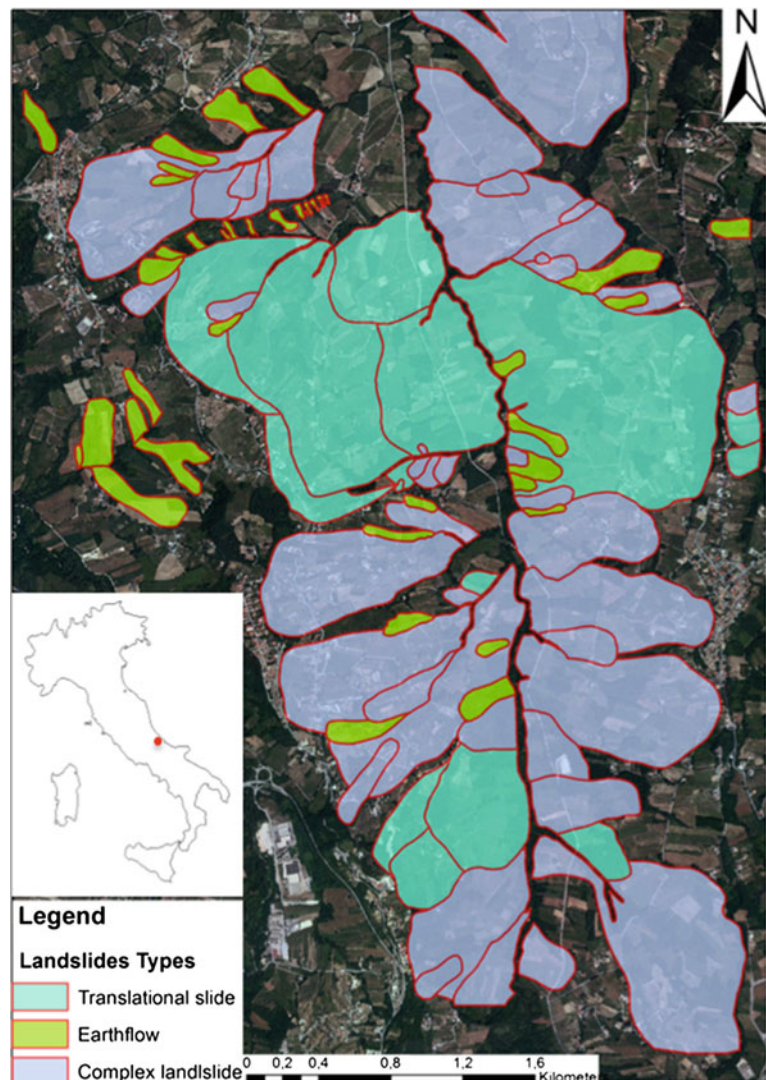 N
Legend
Landslides Types
Translational slide
Earthflow
Complex landlslide
0 0,2 0,4 0,8 1,2 1,6
Kilometers